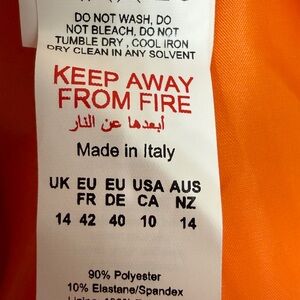 DO NOT WASH, DO
NOT BLEACH, DO NOT
TUMBLE DRY , COOL IRON
DRY CLEAN IN ANY SOLVENT
KEEP AWAY
FROM FIRE
أبعدها عن النار
Made in Italy
UK EU EU USA AUS
FR DE CA NZ
14 42 40 10 14
90% Polyester
10% Elastane/Spandex